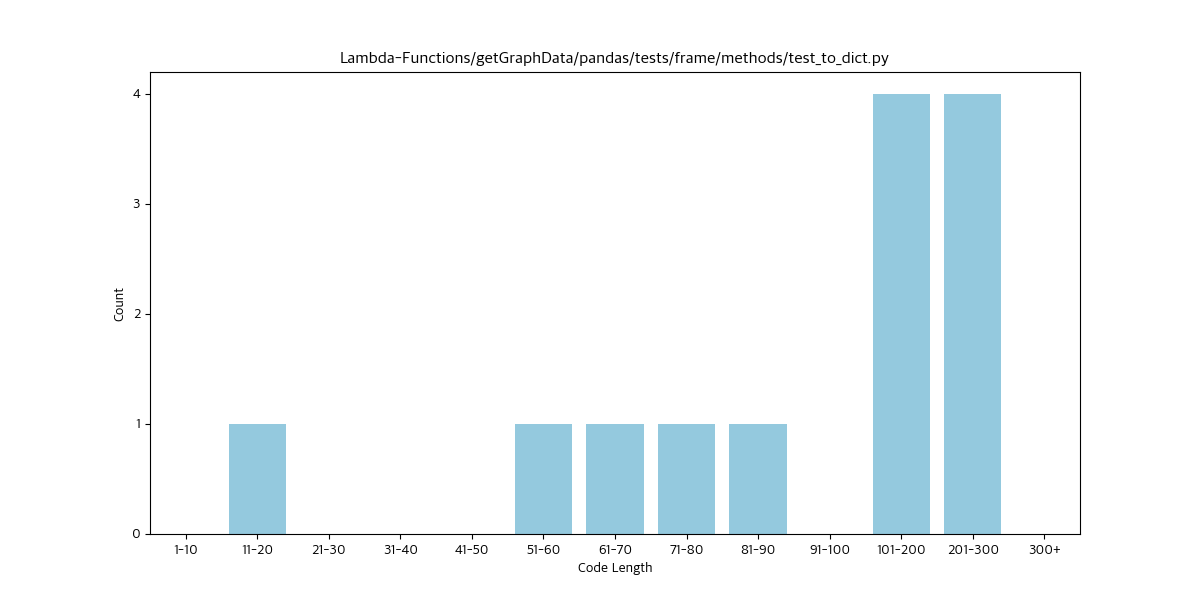 Lambda-Functions/getGraphData/pandas/tests/frame/methods/test_to_dict.py
4
3
2
1
0
Count
1-10 11-20 21-30 31-40 41-50 51-60 61-70 71-80 81-90 91-100 101-200 201-300 300+
Code Length